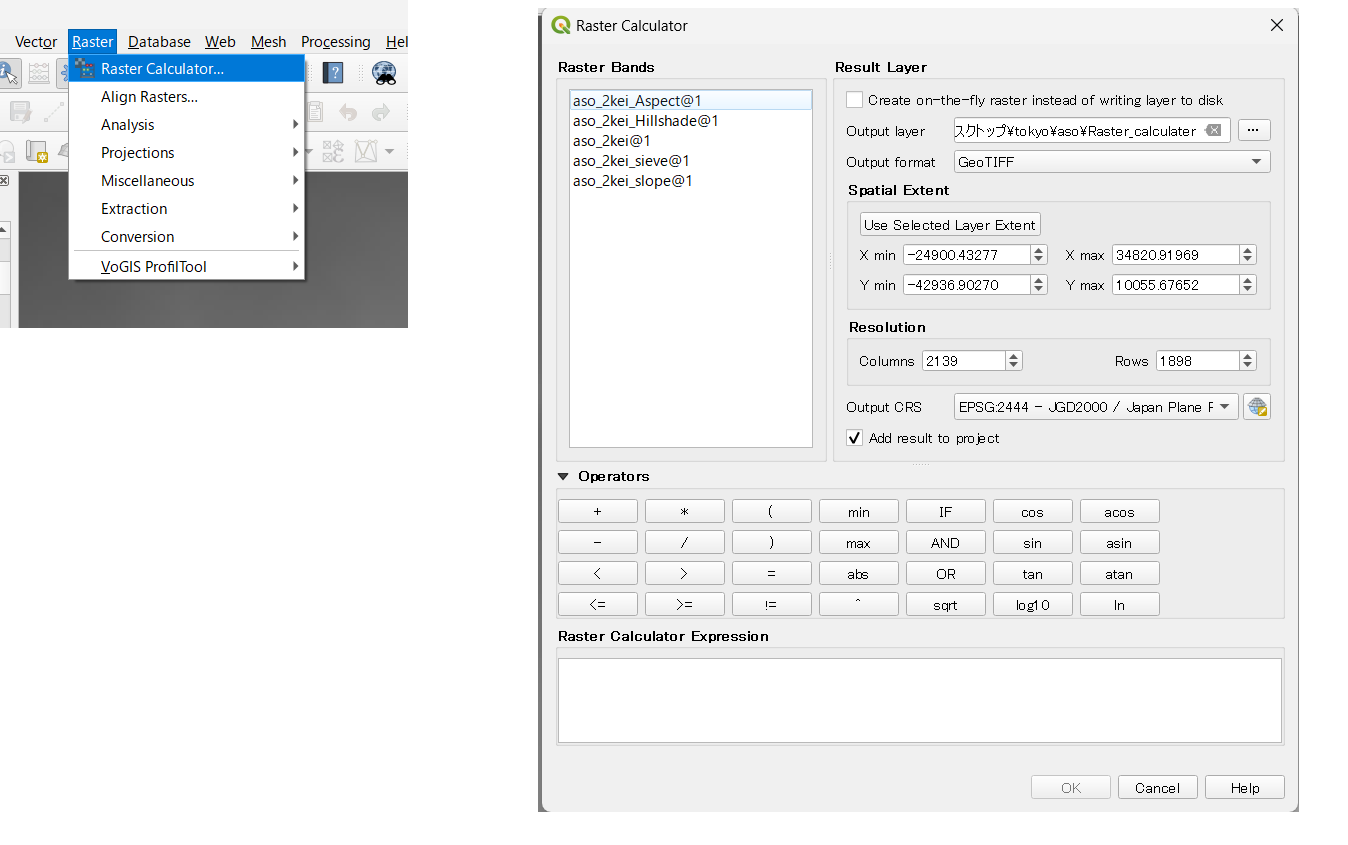 Vector Raster Database Web Mesh Processing Hel
Raster Calculator...
Align Rasters...
Analysis
Projections
Miscellaneous
Extraction
Conversion
VoGIS ProfilTool
Raster Calculator
Raster Bands
aso_2kei_Aspect@1
aso_2kei_Hillshade@1
aso_2kei@1
aso_2kei_sieve@1
aso_2kei_slope@1
Result Layer
Create on-the-fly raster instead of writing layer to disk
Output layer スクトップ¥tokyo¥aso¥Raster_calculater ...
Output format GeoTIFF
Spatial Extent
Use Selected Layer Extent
X min -24900.43277 X max 34820.91969
Y min -42936.90270 Y max 10055.67652
Resolution
Columns 2139 Rows 1898
Output CRS EPSG:2444 - JGD2000 / Japan Plane F
Add result to project
Operators
+ * ( min IF cos acos
- / ) max AND sin asin
< > = abs OR tan atan
<= >= != ^ sqrt log10 ln
Raster Calculator Expression
OK Cancel Help